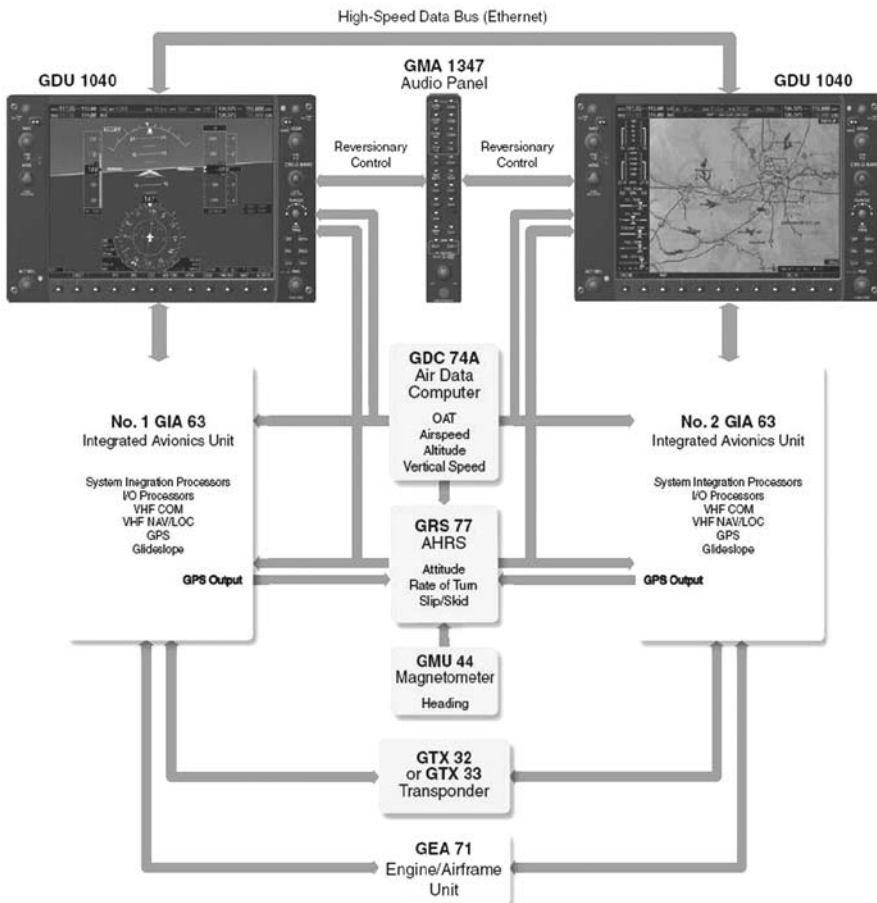 High-Speed Data Bus (Ethernet)
GDU 1040
GMA 1347
Audio Panel
GDU 1040
Reversionary
Control
Reversionary
Control
GDC 74A
Air Data
Computer
OAT
Airspeed
Altitude
Vertical Speed
No. 1 GIA 63
Integrated Avionics Unit
System Inegration Processors
I/O Processors
VHF COM
VHF NAV/LOC
GPS
Glideslope
GPS Output
No. 2 GIA 63
Integrated Avionics Unit
System Integration Processors
I/O Processors
VHF COM
VHF NAV/LOC
GPS
Glideslope
GPS Output
GRS 77
AHRS
Attitude
Rate of Turn
Slip/Skid
GMU 44
Magnetometer
Heading
GTX 32
or GTX 33
Transponder
GEA 71
Engine/Airframe
Unit